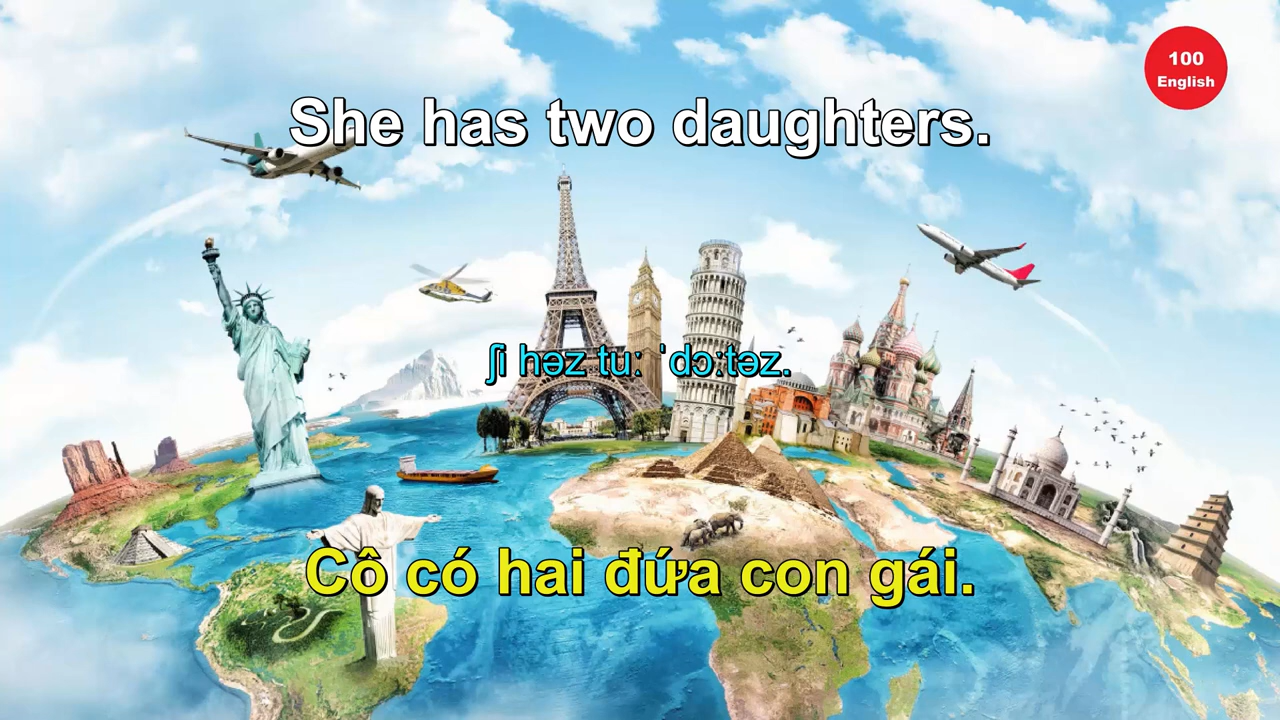 100
English
She has two daughters.
ʃi həz tuː ˈdɔːtəz.
Cô có hai đứa con gái.